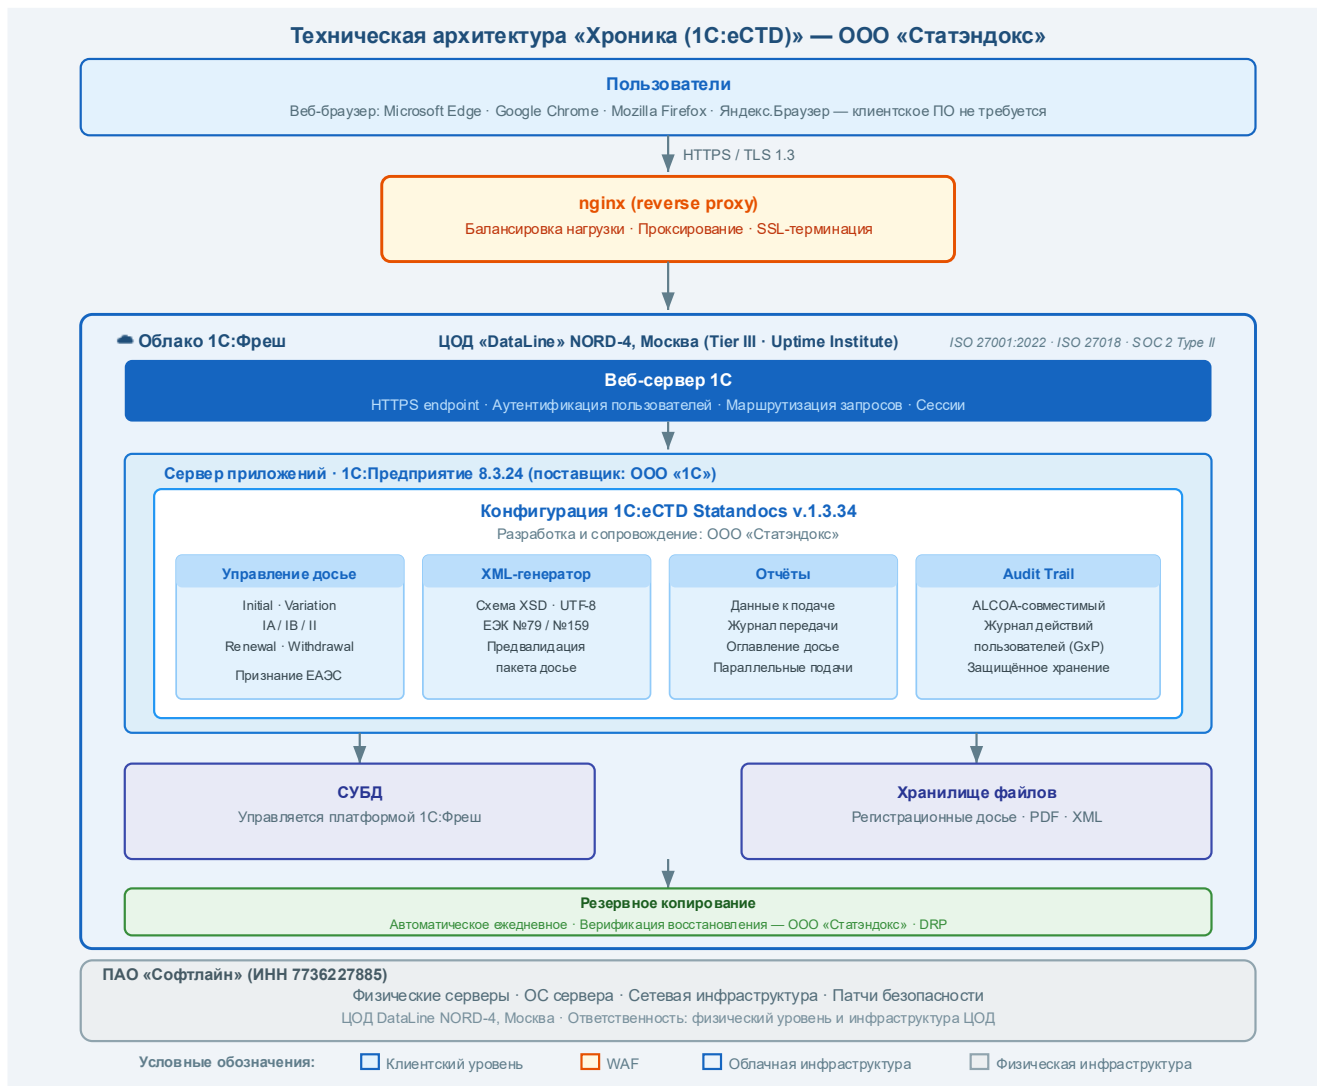 Техническая архитектура «Хроника (1С:eCTD)» — ООО «Статэндокс»
Пользователи
Веб-браузер: Microsoft Edge · Google Chrome · Mozilla Firefox · Яндекс.Браузер — клиентское ПО не требуется
HTTPS / TLS 1.3
nginx (reverse proxy)
Балансировка нагрузки · Проксирование · SSL-терминация
Облако 1С:Фреш
ЦОД «DataLine» NORD-4, Москва (Tier III · Uptime Institute)
ISO 27001:2022 · ISO 27018 · SOC 2 Type II
Веб-сервер 1С
HTTPS endpoint · Аутентификация пользователей · Маршрутизация запросов · Сессии
Сервер приложений · 1С:Предприятие 8.3.24 (поставщик: ООО «1С»)
Конфигурация 1С:eCTD Statandocs v.1.3.34
Разработка и сопровождение: ООО «Статэндокс»
Управление досье
Initial · Variation
IA / IB / II
Renewal · Withdrawal
Признание ЕАЭС
XML-генератор
Схема XSD · UTF-8
ЕЭК №79 / №159
Предвалидация
пакета досье
Отчёты
Данные к подаче
Журнал передачи
Оглавление досье
Параллельные подачи
Audit Trail
ALCOA-совместимый
Журнал действий
пользователей (GxP)
Защищённое хранение
СУБД
Управляется платформой 1С:Фреш
Хранилище файлов
Регистрационные досье · PDF · XML
Резервное копирование
Автоматическое ежедневное · Верификация восстановления — ООО «Статэндокс» · DRP
ПАО «Софтлайн» (ИНН 7736227885)
Физические серверы · ОС сервера · Сетевая инфраструктура · Патчи безопасности
ЦОД DataLine NORD-4, Москва · Ответственность: физический уровень и инфраструктура ЦОД
Условные обозначения:
Клиентский уровень
WAF
Облачная инфраструктура
Физическая инфраструктура